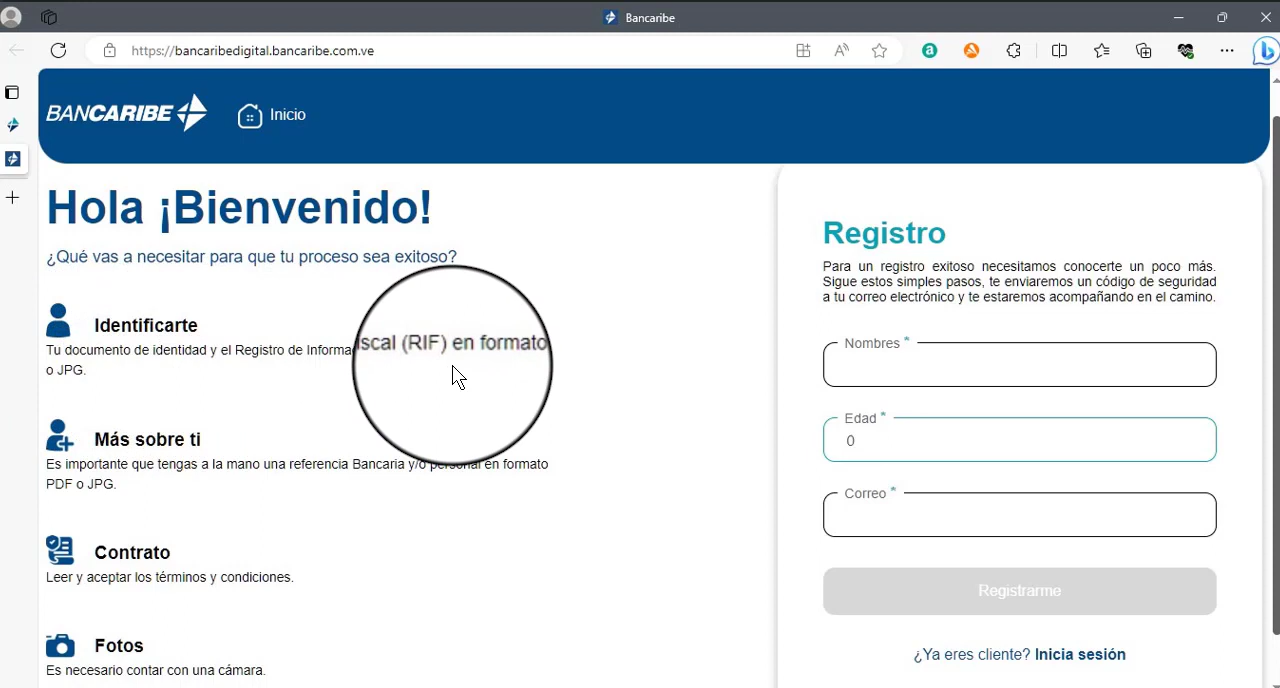 Bancaribe
https://bancaribedigital.bancaribe.com.ve
BANCARIBE
Inicio
Hola ¡Bienvenido!
¿Qué vas a necesitar para que tu proceso sea exitoso?
Identificarte
Tu documento de identidad y el Registro de Informa
iscal (RIF) en formato
o JPG.
Más sobre ti
Es importante que tengas a la mano una referencia Bancaria y/o personal en formato
PDF o JPG.
Contrato
Leer y aceptar los términos y condiciones.
Fotos
Es necesario contar con una cámara.
Registro
Para un registro exitoso necesitamos conocerte un poco más.
Sigue estos simples pasos, te enviaremos un código de seguridad
a tu correo electrónico y te estaremos acompañando en el camino.
Nombres *
Edad *
0
Correo *
Registrarme
¿Ya eres cliente? Inicia sesión